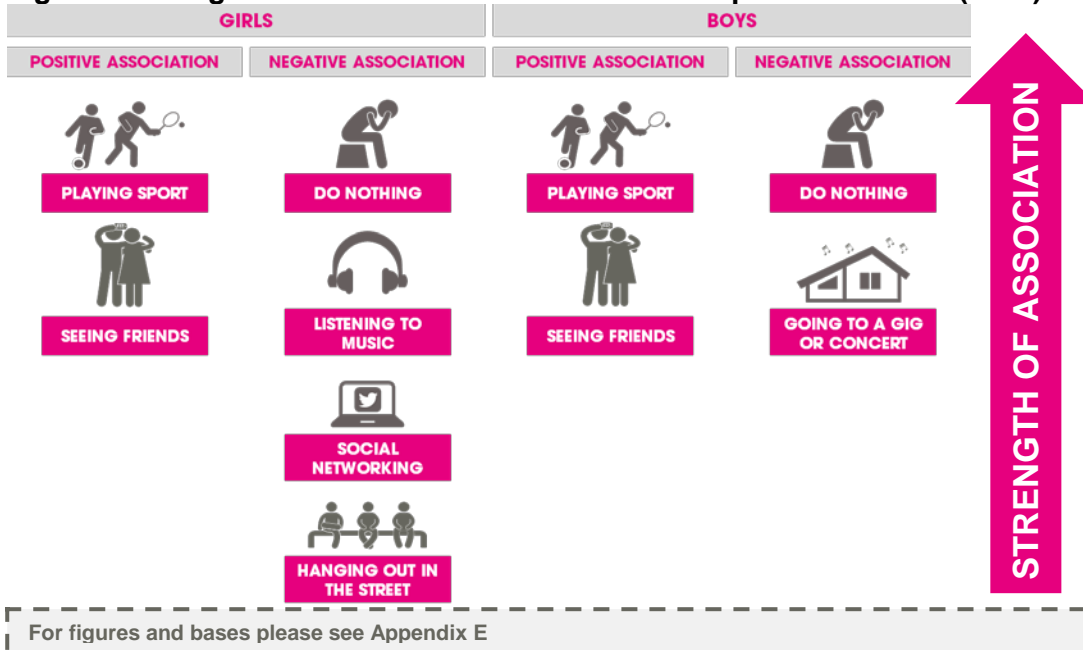 GIRLS
BOYS
POSITIVE ASSOCIATION
NEGATIVE ASSOCIATION
POSITIVE ASSOCIATION
NEGATIVE ASSOCIATION
PLAYING SPORT
DO NOTHING
PLAYING SPORT
DO NOTHING
SEEING FRIENDS
LISTENING TO
MUSIC
SEEING FRIENDS
GOING TO A GIG
OR CONCERT
SOCIAL
NETWORKING
HANGING OUT IN
THE STREET
STRENGTH OF ASSOCIATION
For figures and bases please see Appendix E